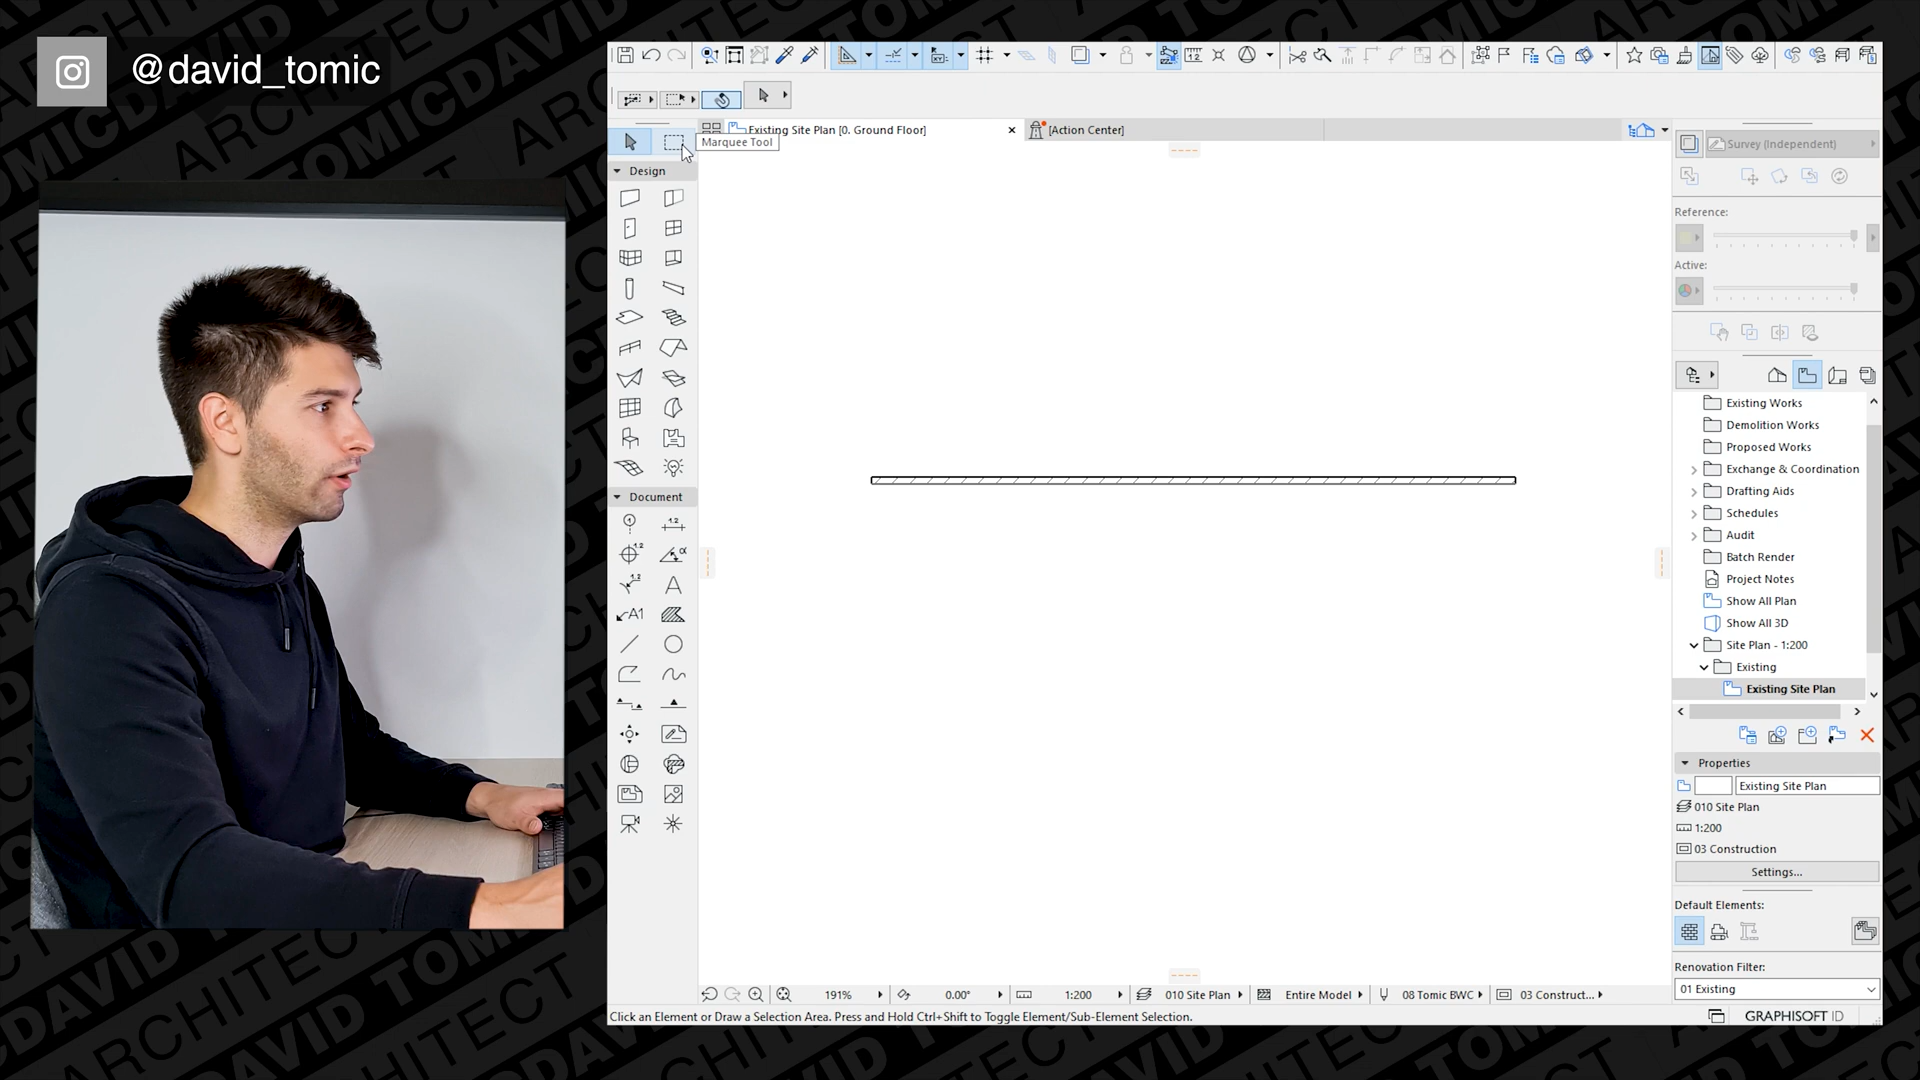 @david_tomic
Existing Site Plan [0. Ground Floor]
[Action Center]
Marquee Tool
Survey (Independent)
Design
Reference:
Active:
Existing Works
Demolition Works
Proposed Works
Exchange & Coordination
Drafting Aids
Schedules
Audit
Batch Render
Project Notes
Show All Plan
Show All 3D
Site Plan - 1:200
Existing
Existing Site Plan
Document
Properties
Existing Site Plan
010 Site Plan
1:200
03 Construction
Settings...
Default Elements:
Renovation Filter:
01 Existing
191%
0.00°
1:200
010 Site Plan
Entire Model
08 Tomic BWC
03 Construct...
Click an Element or Draw a Selection Area. Press and Hold Ctrl+Shift to Toggle Element/Sub-Element Selection.
GRAPHISOFT ID
DAVID TOMIC
ARCHITECT